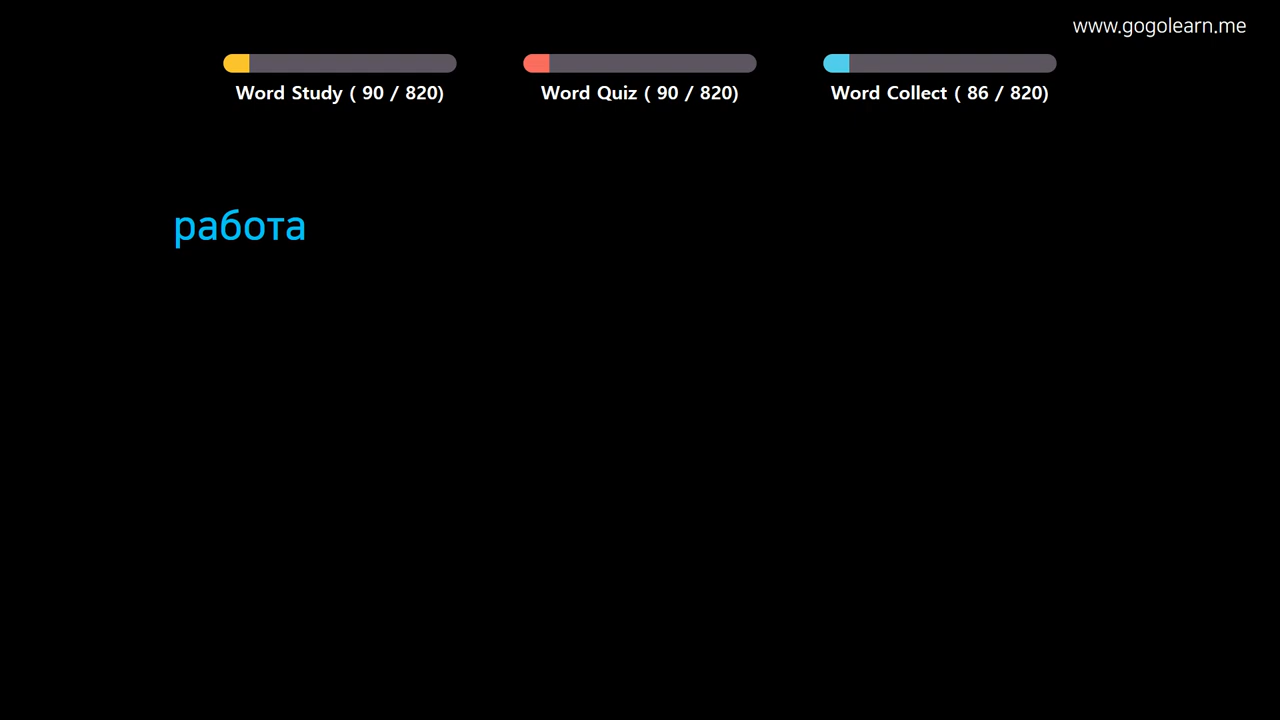 www.gogolearn.me
Word Study ( 90 / 820)
Word Quiz ( 90 / 820)
Word Collect ( 86 / 820)
работа